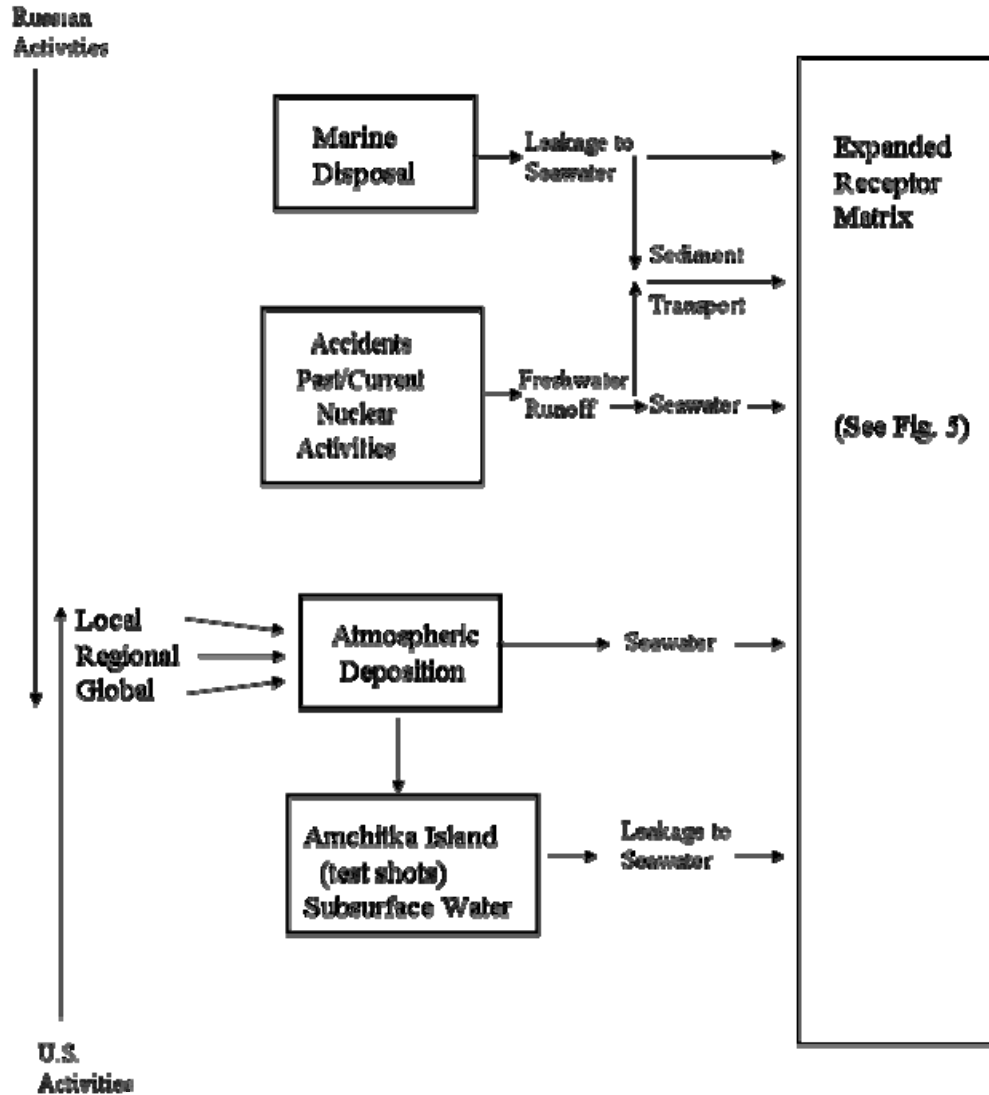 Russian
Activities
Marine
Disposal
Leakage to
Seawater
Expanded
Receptor
Matrix
Sediment
Transport
Accidents
Past/Current
Nuclear
Activities
Freshwater
Runoff
Seawater
(See Fig. 5)
Local
Regional
Global
Atmospheric
Deposition
Seawater
Amchitka Island
(test shots)
Subsurface Water
Leakage to
Seawater
U.S.
Activities